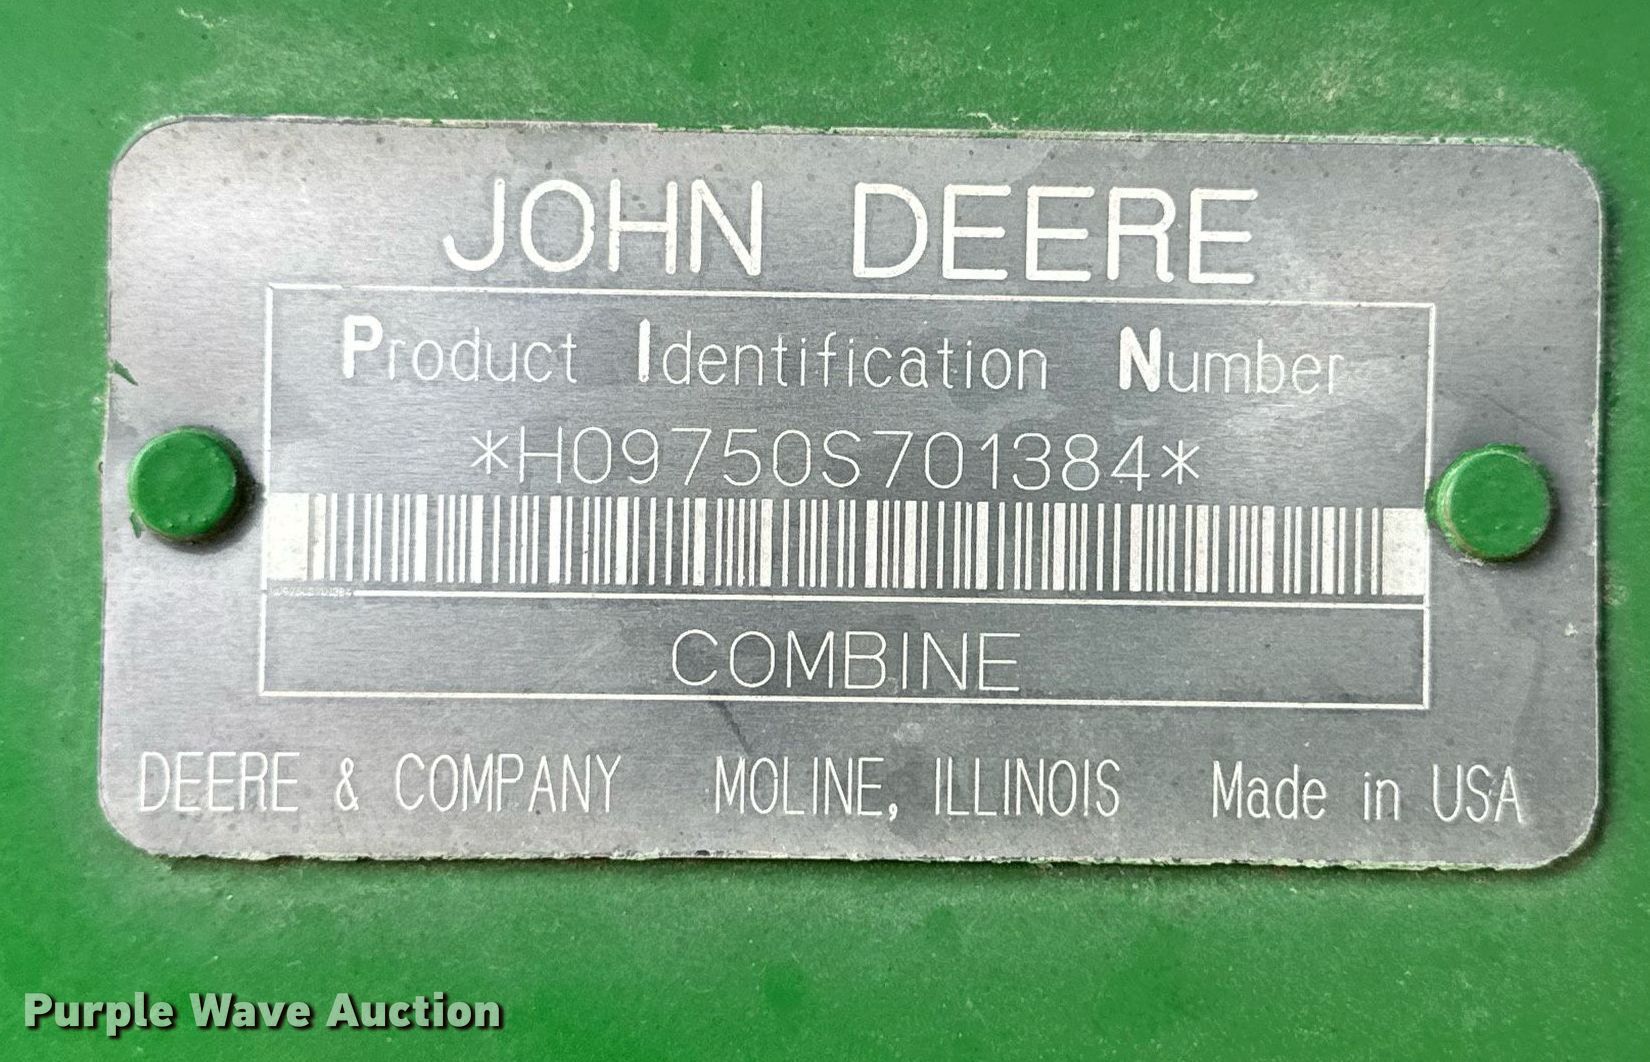 JOHN DEERE
Product Identification Number
*H09750S701384*
COMBINE
DEERE & COMPANY MOLINE, ILLINOIS Made in USA
Purple Wave Auction